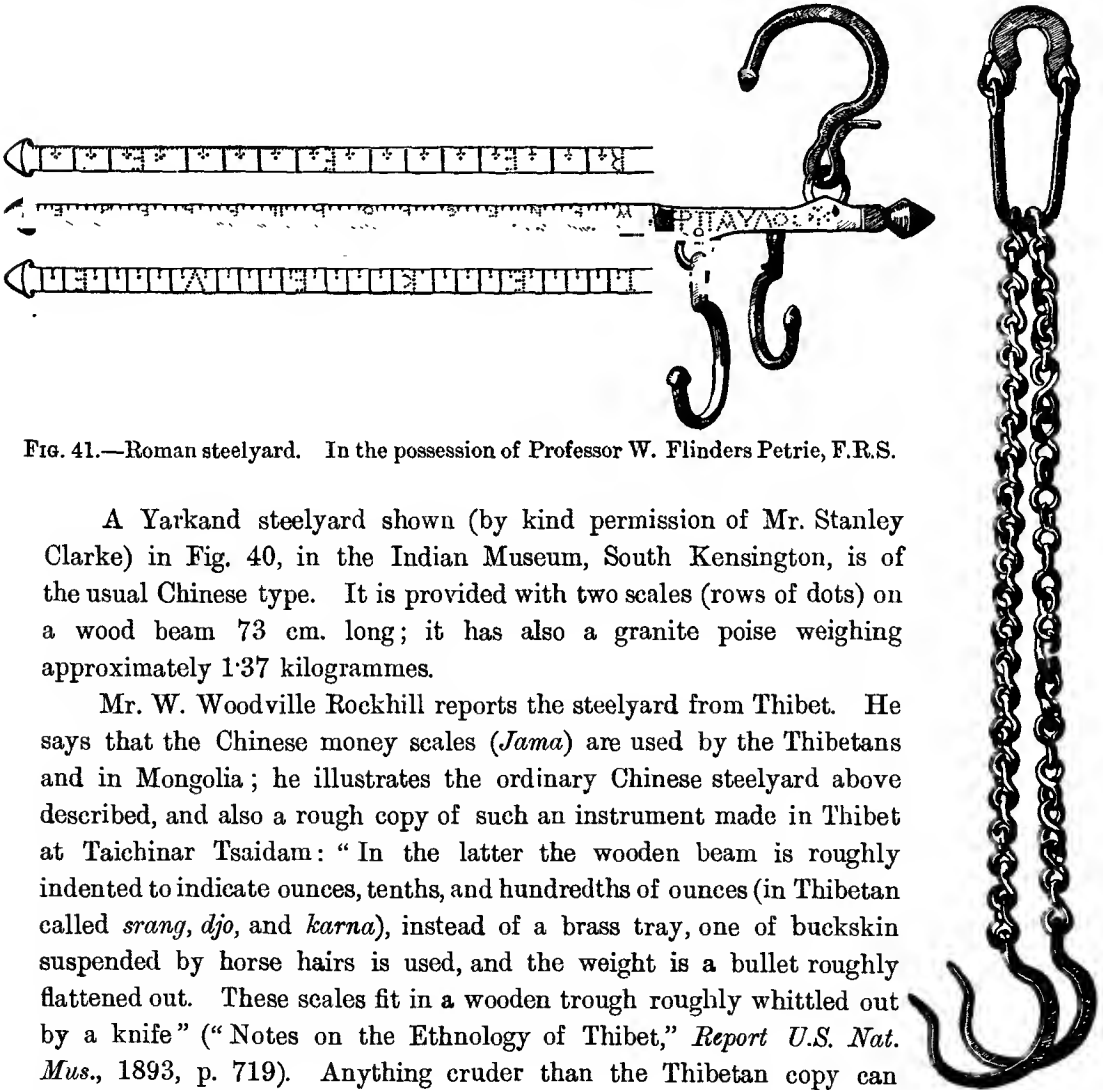 ΡΙΤΑΥΛΟ
FIG. 41.—Roman steelyard. In the possession of Professor W. Flinders Petrie, F.R.S.
A Yarkand steelyard shown (by kind permission of Mr. Stanley
Clarke) in Fig. 40, in the Indian Museum, South Kensington, is of
the usual Chinese type. It is provided with two scales (rows of dots) on
a wood beam 73 cm. long; it has also a granite poise weighing
approximately 1·37 kilogrammes.
Mr. W. Woodville Rockhill reports the steelyard from Thibet. He
says that the Chinese money scales (Jama) are used by the Thibetans
and in Mongolia; he illustrates the ordinary Chinese steelyard above
described, and also a rough copy of such an instrument made in Thibet
at Taichinar Tsaidam: “In the latter the wooden beam is roughly
indented to indicate ounces, tenths, and hundredths of ounces (in Thibetan
called srang, djo, and karna), instead of a brass tray, one of buckskin
suspended by horse hairs is used, and the weight is a bullet roughly
flattened out. These scales fit in a wooden trough roughly whittled out
by a knife” (“Notes on the Ethnology of Thibet,” Report U.S. Nat.
Mus., 1893, p. 719). Anything cruder than the Thibetan copy can